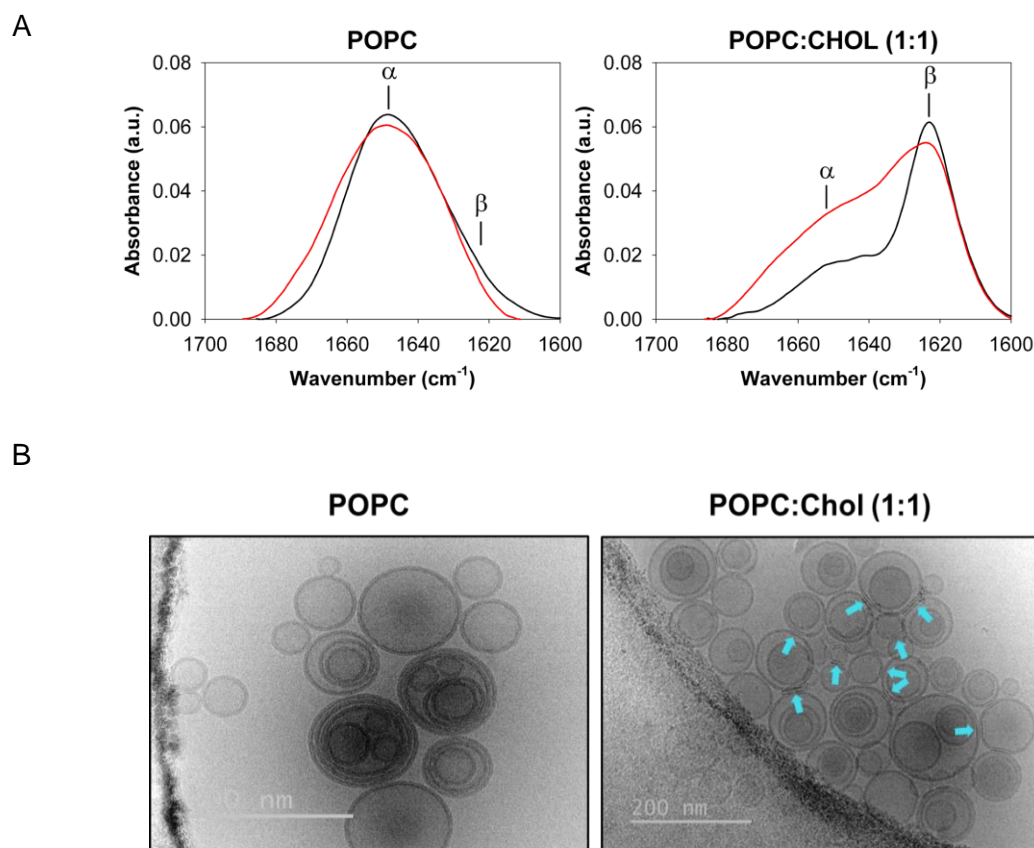 A
POPC
POPC:CHOL (1:1)
Absorbance (a.u.)
0.08
0.06
0.04
0.02
0.00
α
β
1700 1680 1660 1640 1620 1600
Wavenumber (cm⁻¹)
Absorbance (a.u.)
0.08
0.06
0.04
0.02
0.00
α
β
1700 1680 1660 1640 1620 1600
Wavenumber (cm⁻¹)
B
POPC
POPC:Chol (1:1)
nm
200 nm